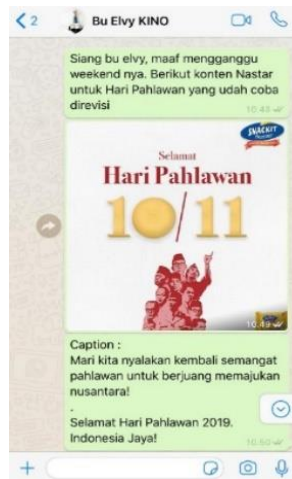 2
Bu Elvy KINO
Siang bu elvy, maaf mengganggu
weekend nya. Berikut konten Nastar
untuk Hari Pahlawan yang udah coba
direvisi
10.43
SNACKIT
Selamat
Hari Pahlawan
10/11
10.49
Caption :
Mari kita nyalakan kembali semangat
pahlawan untuk berjuang memajukan
nusantara!
.
Selamat Hari Pahlawan 2019.
Indonesia Jaya!
10.50